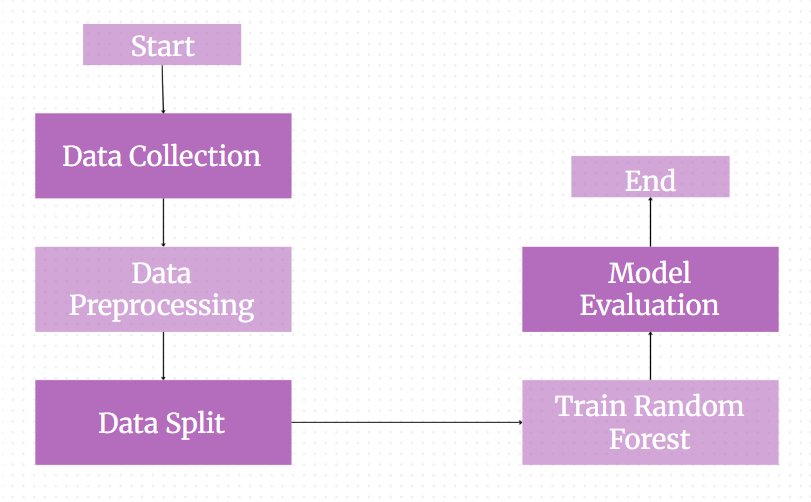 Start
Data Collection
Data
Preprocessing
Data Split
Train Random
Forest
Model
Evaluation
End